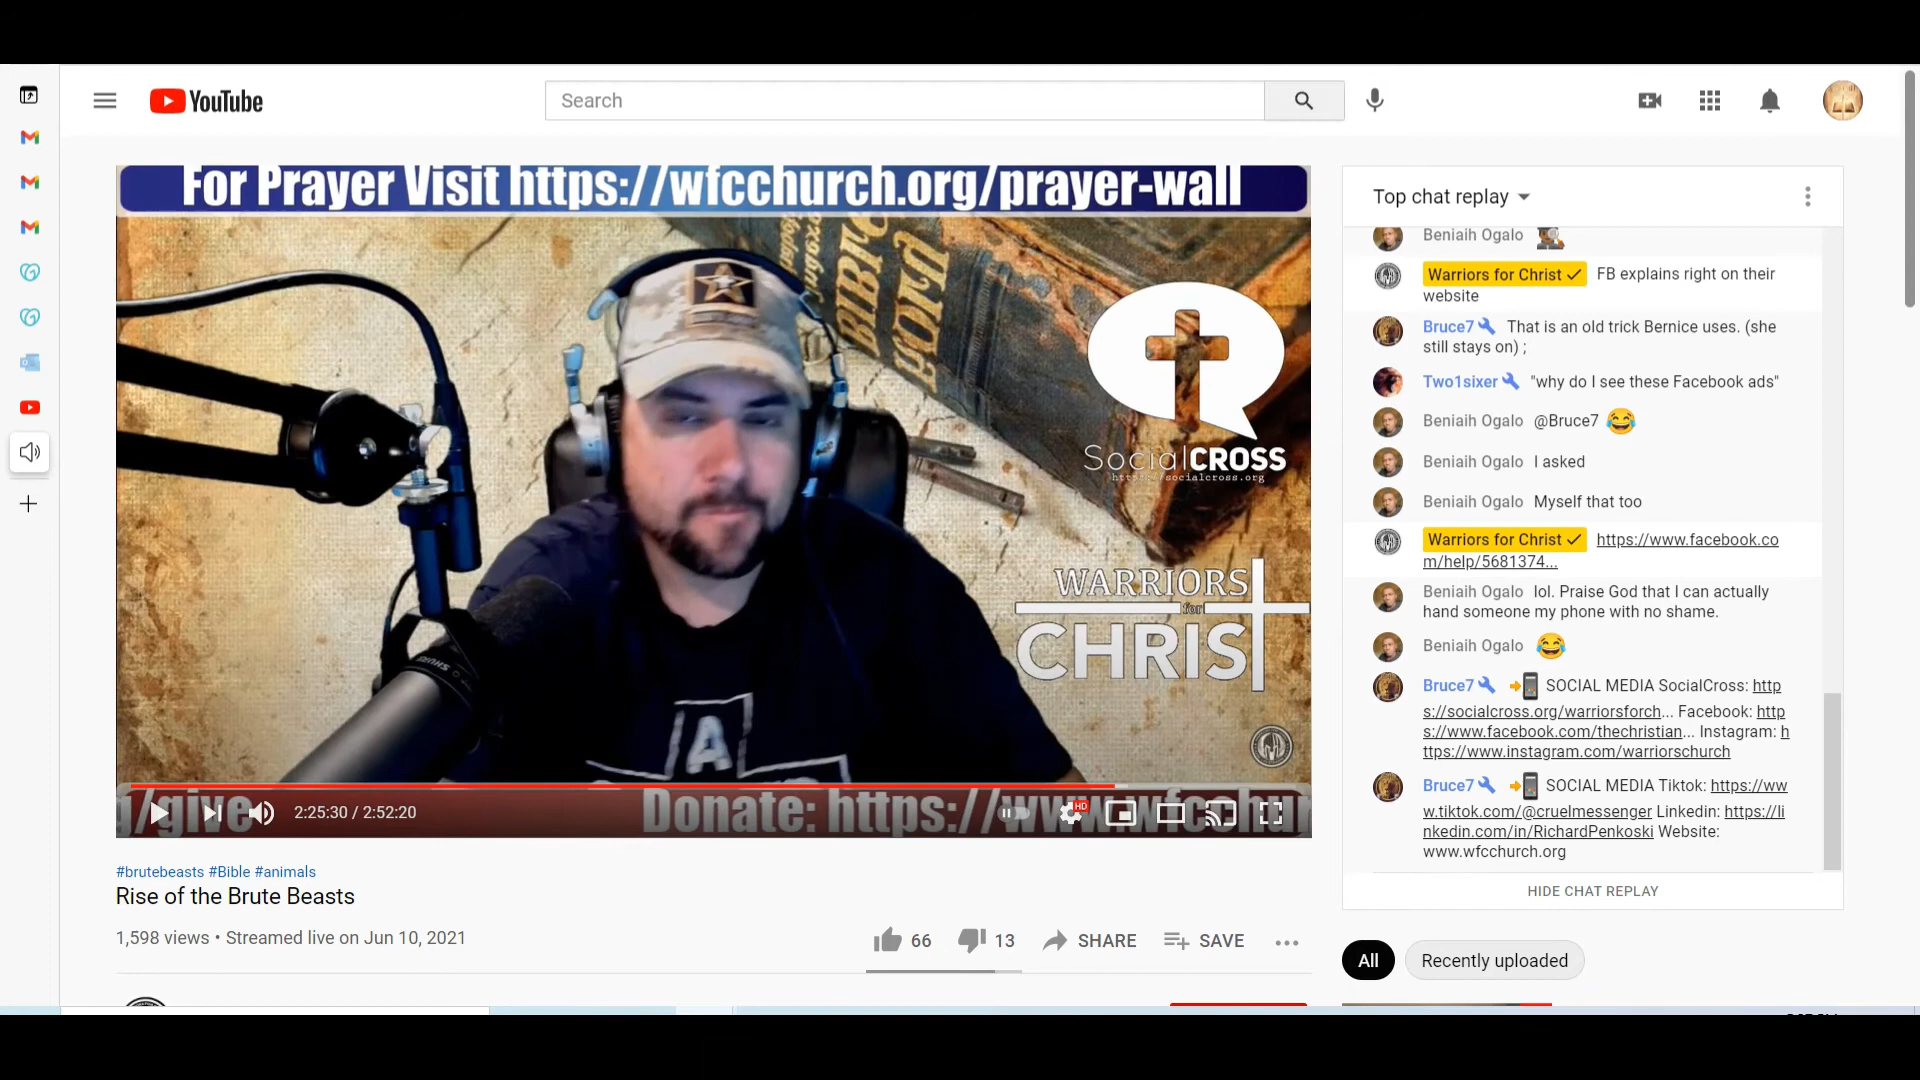 YouTube
Search
For Prayer Visit https://wfcchurch.org/prayer-wall
SocialCROSS
https://socialcross.org
WARRIORS
for
CHRIST
A
g/give
Donate: https://www.wfcchur
2:25:30 / 2:52:20
HD
#brutebeasts #Bible #animals
Rise of the Brute Beasts
1,598 views • Streamed live on Jun 10, 2021
66
13
SHARE
SAVE
Top chat replay
Beniaih Ogalo
Warriors for Christ FB explains right on their
website
Bruce7 That is an old trick Bernice uses. (she
still stays on) ;
Two1sixer "why do I see these Facebook ads"
Beniaih Ogalo @Bruce7 😂
Beniaih Ogalo I asked
Beniaih Ogalo Myself that too
Warriors for Christ https://www.facebook.co
m/help/5681374...
Beniaih Ogalo lol. Praise God that I can actually
hand someone my phone with no shame.
Beniaih Ogalo 😂
Bruce7 📲 SOCIAL MEDIA SocialCross: http
s://socialcross.org/warriorsforch... Facebook: http
s://www.facebook.com/thechristian... Instagram: h
ttps://www.instagram.com/warriorschurch
Bruce7 📲 SOCIAL MEDIA Tiktok: https://ww
w.tiktok.com/@cruelmessenger Linkedin: https://li
nkedin.com/in/RichardPenkoski Website:
www.wfcchurch.org
HIDE CHAT REPLAY
All
Recently uploaded